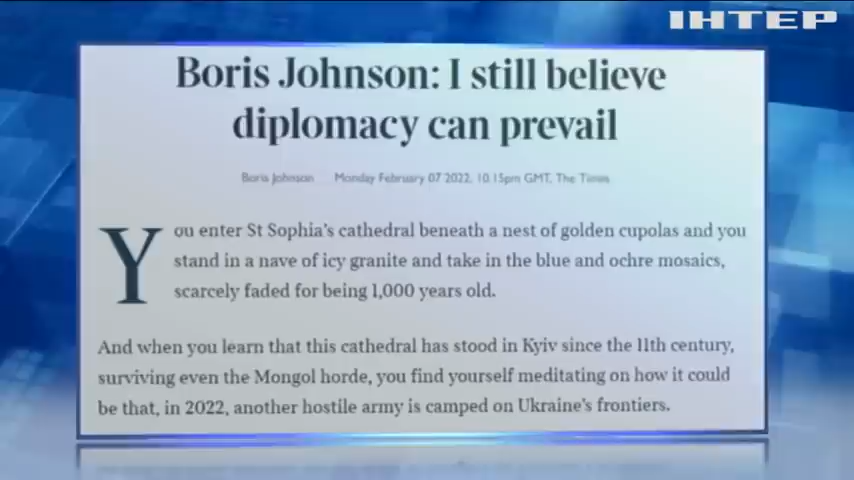 ІНТЕР
Boris Johnson: I still believe
diplomacy can prevail
Boris Johnson Monday February 07 2022, 10.15pm GMT, The Times
You enter St Sophia's cathedral beneath a nest of golden cupolas and you
stand in a nave of icy granite and take in the blue and ochre mosaics,
scarcely faded for being 1,000 years old.
And when you learn that this cathedral has stood in Kyiv since the 11th century,
surviving even the Mongol horde, you find yourself meditating on how it could
be that, in 2022, another hostile army is camped on Ukraine's frontiers.